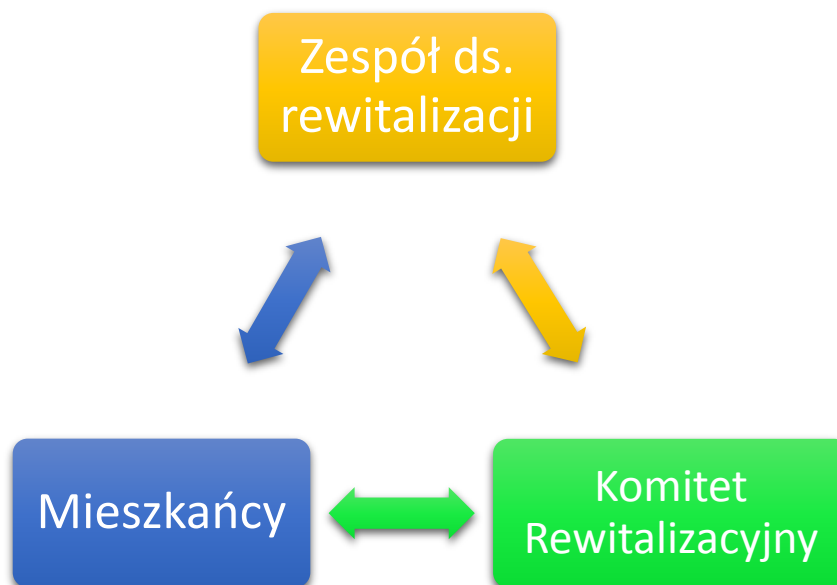 Zespół ds.
rewitalizacji
Mieszkańcy
Komitet
Rewitalizacyjny